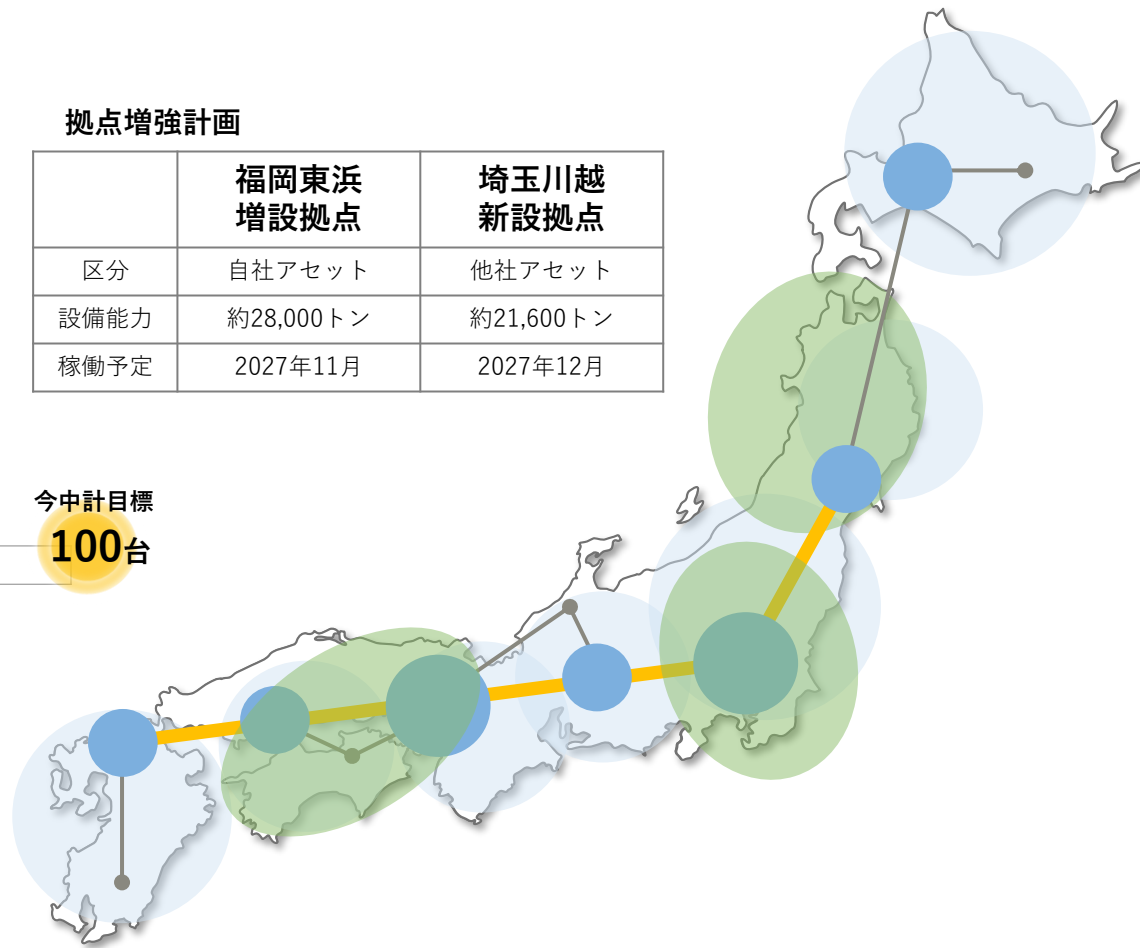 拠点増強計画
福岡東浜 埼玉川越
増設拠点 新設拠点
区分 自社アセット 他社アセット
設備能力 約28,000トン 約21,600トン
稼働予定 2027年11月 2027年12月
今中計目標
100台